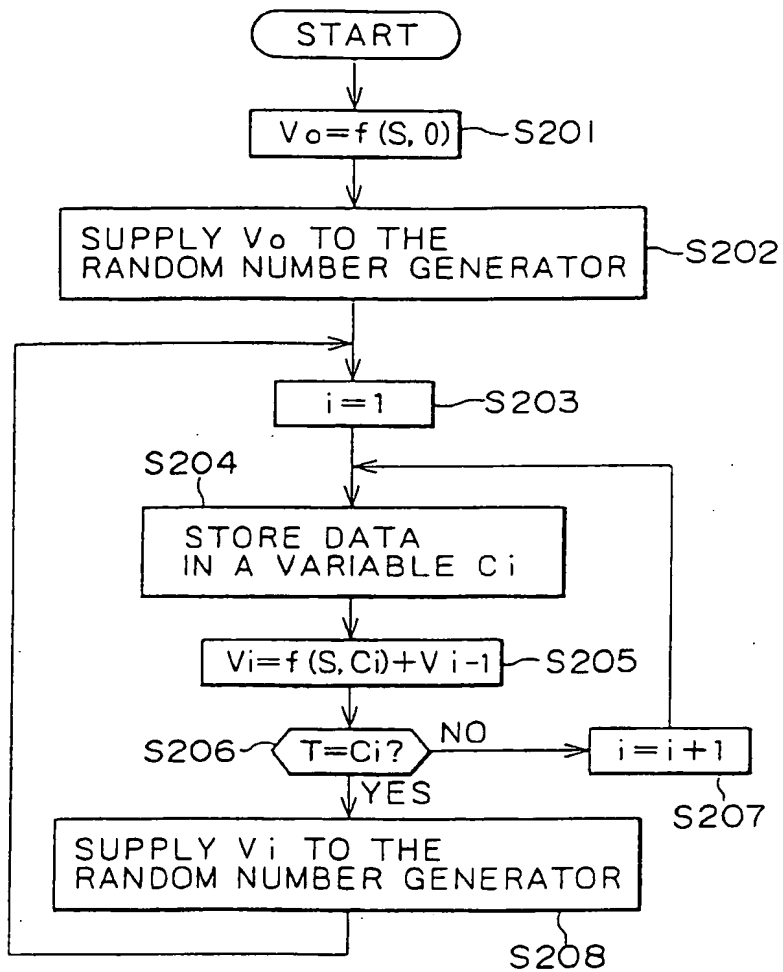 START
Vo=f(S,0)
S201
SUPPLY Vo TO THE
RANDOM NUMBER GENERATOR
S202
i=1
S203
S204
STORE DATA
IN A VARIABLE Ci
Vi=f(S,Ci)+Vi-1
S205
S206
T=Ci?
NO
i=i+1
S207
YES
SUPPLY Vi TO THE
RANDOM NUMBER GENERATOR
S208